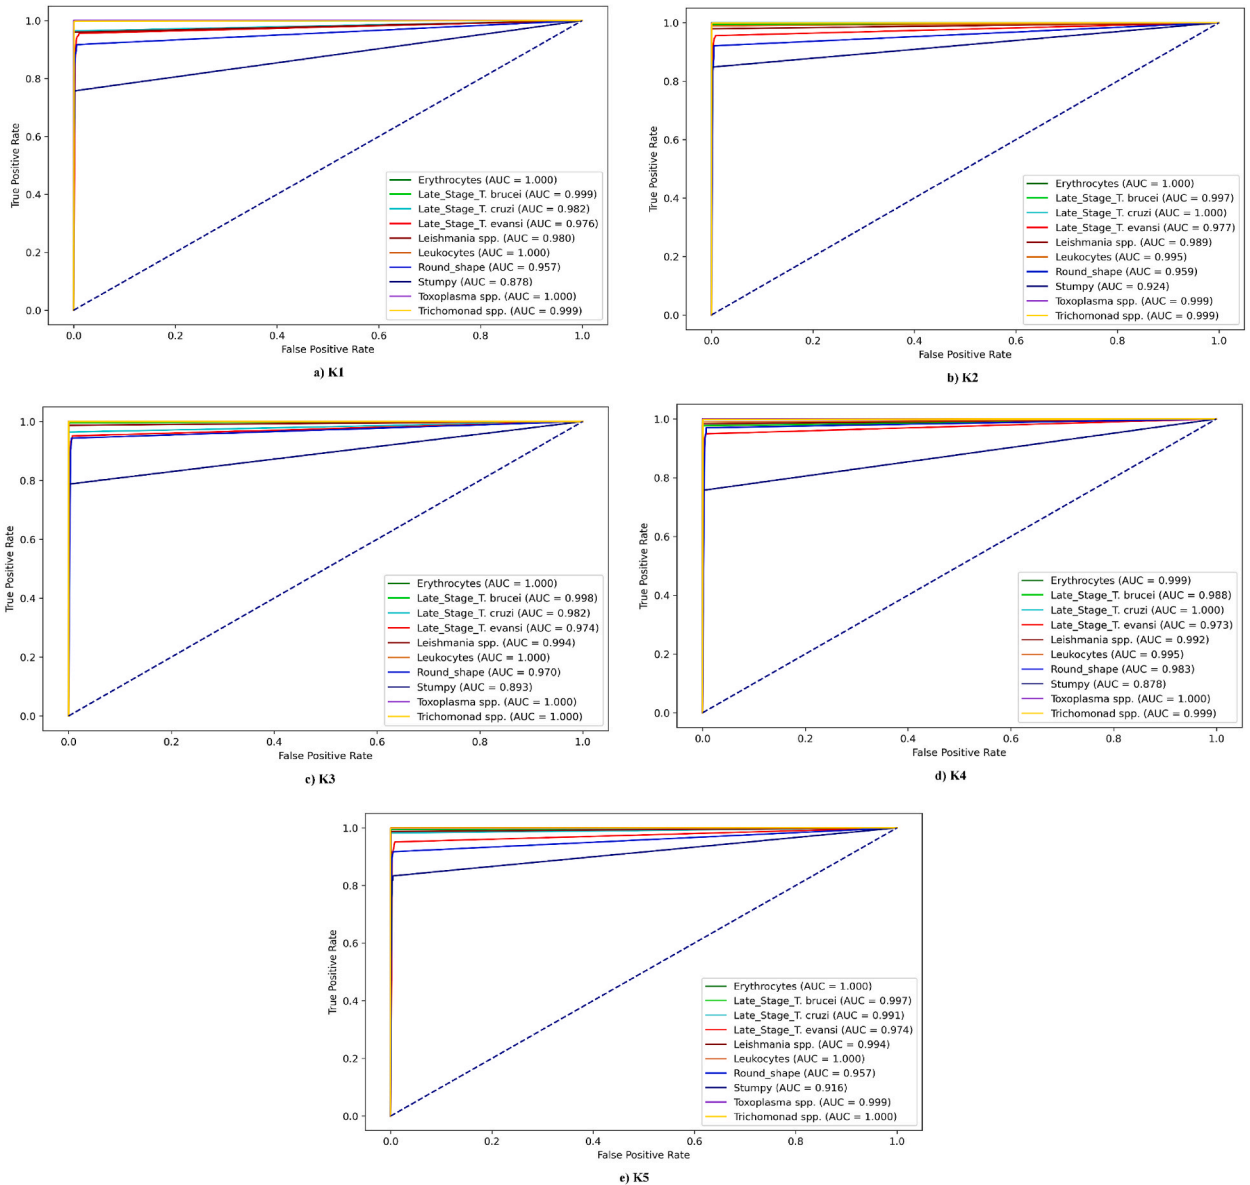 1.0
0.8
0.6
0.4
0.2
0.0
True Positive Rate
0.0 0.2 0.4 0.6 0.8 1.0
False Positive Rate
Erythrocytes (AUC = 1.000)
Late_Stage_T. brucei (AUC = 0.999)
Late_Stage_T. cruzi (AUC = 0.982)
Late_Stage_T. evansi (AUC = 0.976)
Leishmania spp. (AUC = 0.980)
Leukocytes (AUC = 1.000)
Round_shape (AUC = 0.957)
Stumpy (AUC = 0.878)
Toxoplasma spp. (AUC = 1.000)
Trichomonad spp. (AUC = 0.999)
a) K1
1.0
0.8
0.6
0.4
0.2
0.0
True Positive Rate
0.0 0.2 0.4 0.6 0.8 1.0
False Positive Rate
Erythrocytes (AUC = 1.000)
Late_Stage_T. brucei (AUC = 0.997)
Late_Stage_T. cruzi (AUC = 1.000)
Late_Stage_T. evansi (AUC = 0.977)
Leishmania spp. (AUC = 0.989)
Leukocytes (AUC = 0.995)
Round_shape (AUC = 0.959)
Stumpy (AUC = 0.924)
Toxoplasma spp. (AUC = 0.999)
Trichomonad spp. (AUC = 0.999)
b) K2
1.0
0.8
0.6
0.4
0.2
0.0
True Positive Rate
0.0 0.2 0.4 0.6 0.8 1.0
False Positive Rate
Erythrocytes (AUC = 1.000)
Late_Stage_T. brucei (AUC = 0.998)
Late_Stage_T. cruzi (AUC = 0.982)
Late_Stage_T. evansi (AUC = 0.974)
Leishmania spp. (AUC = 0.994)
Leukocytes (AUC = 1.000)
Round_shape (AUC = 0.970)
Stumpy (AUC = 0.893)
Toxoplasma spp. (AUC = 1.000)
Trichomonad spp. (AUC = 1.000)
c) K3
1.0
0.8
0.6
0.4
0.2
0.0
True Positive Rate
0.0 0.2 0.4 0.6 0.8 1.0
False Positive Rate
Erythrocytes (AUC = 0.999)
Late_Stage_T. brucei (AUC = 0.988)
Late_Stage_T. cruzi (AUC = 1.000)
Late_Stage_T. evansi (AUC = 0.973)
Leishmania spp. (AUC = 0.992)
Leukocytes (AUC = 0.995)
Round_shape (AUC = 0.983)
Stumpy (AUC = 0.878)
Toxoplasma spp. (AUC = 1.000)
Trichomonad spp. (AUC = 0.999)
d) K4
1.0
0.8
0.6
0.4
0.2
0.0
True Positive Rate
0.0 0.2 0.4 0.6 0.8 1.0
False Positive Rate
Erythrocytes (AUC = 1.000)
Late_Stage_T. brucei (AUC = 0.997)
Late_Stage_T. cruzi (AUC = 0.991)
Late_Stage_T. evansi (AUC = 0.974)
Leishmania spp. (AUC = 0.994)
Leukocytes (AUC = 1.000)
Round_shape (AUC = 0.957)
Stumpy (AUC = 0.916)
Toxoplasma spp. (AUC = 0.999)
Trichomonad spp. (AUC = 1.000)
e) K5